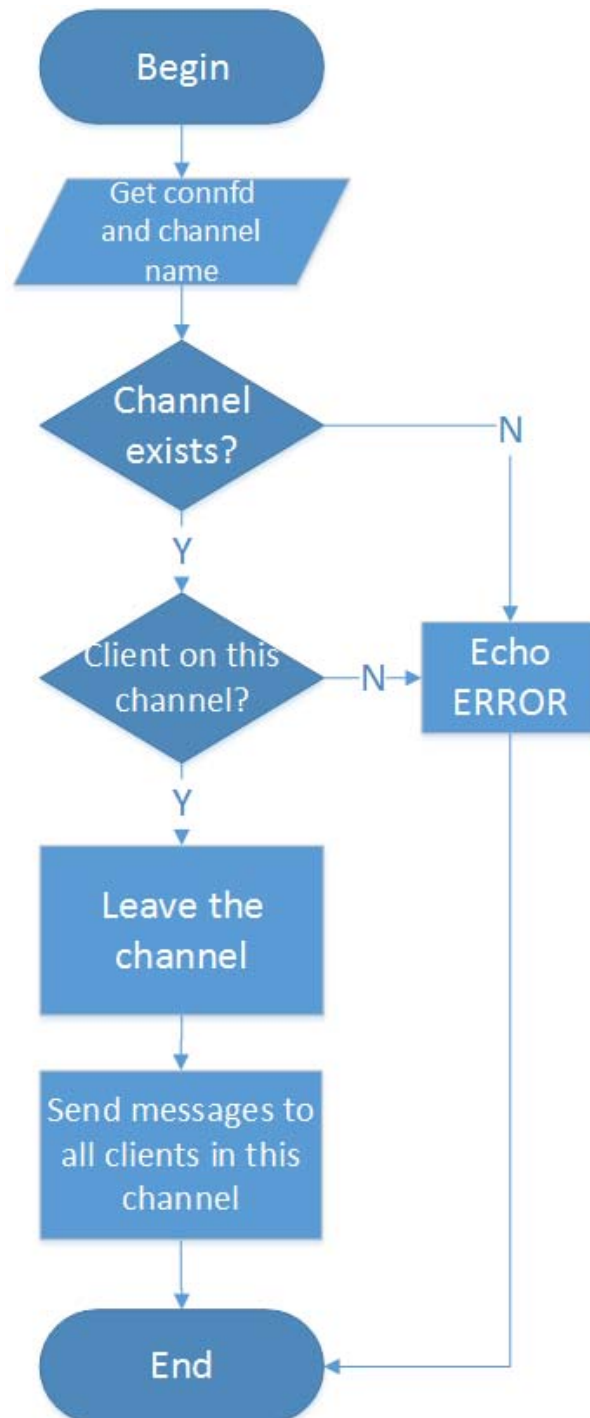 Begin
Get connfd
and channel
name
Channel
exists?
N
Y
Client on this
channel?
N
Echo
ERROR
Y
Leave the
channel
Send messages to
all clients in this
channel
End